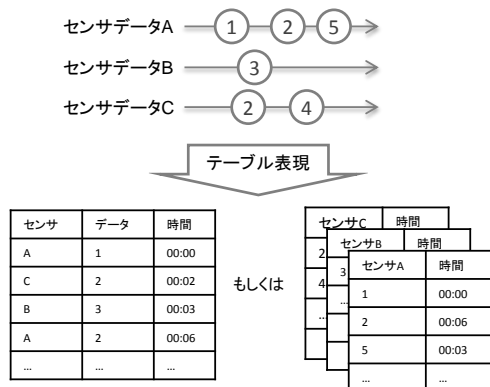 センサデータA 1 2 5
センサデータB 3
センサデータC 2 4
テーブル表現
センサ データ 時間
A 1 00:00
C 2 00:02
B 3 00:03
A 2 00:06
... ... ...
もしくは
センサC 時間
2
4
...
センサB 時間
3
...
センサA 時間
1 00:00
2 00:06
5 00:03
... ...